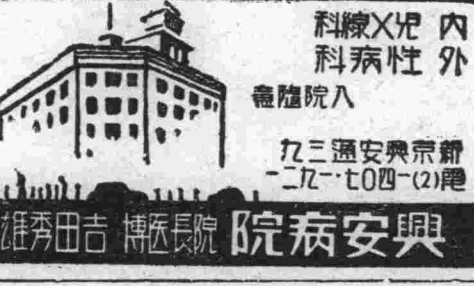 内児X線科
外性病科
入院隨意
新京興安通三九
電(2)一四〇七・一九二一
興安病院 院長医博 吉田秀雄